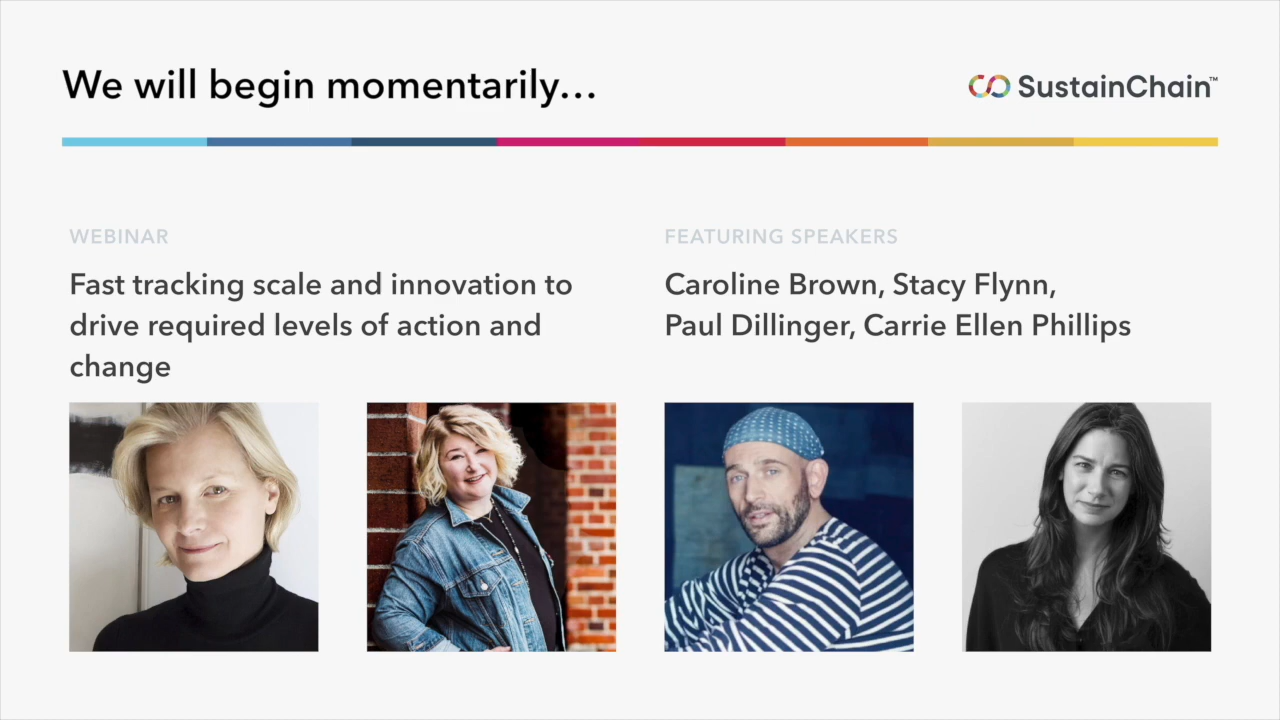 We will begin momentarily...
SustainChain™
WEBINAR
Fast tracking scale and innovation to
drive required levels of action and
change
FEATURING SPEAKERS
Caroline Brown, Stacy Flynn,
Paul Dillinger, Carrie Ellen Phillips